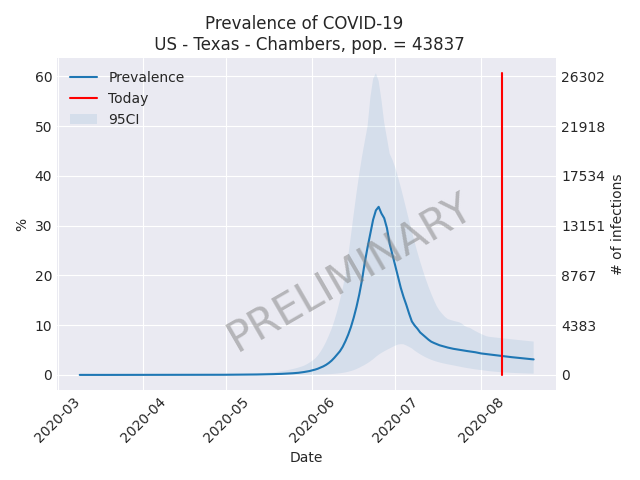 Prevalence of COVID-19
US - Texas - Chambers, pop. = 43837
Prevalence
Today
95CI
60
50
40
30
20
10
0
%
26302
21918
17534
13151
8767
4383
0
# of infections
PRELIMINARY
2020-03
2020-04
2020-05
2020-06
2020-07
2020-08
Date